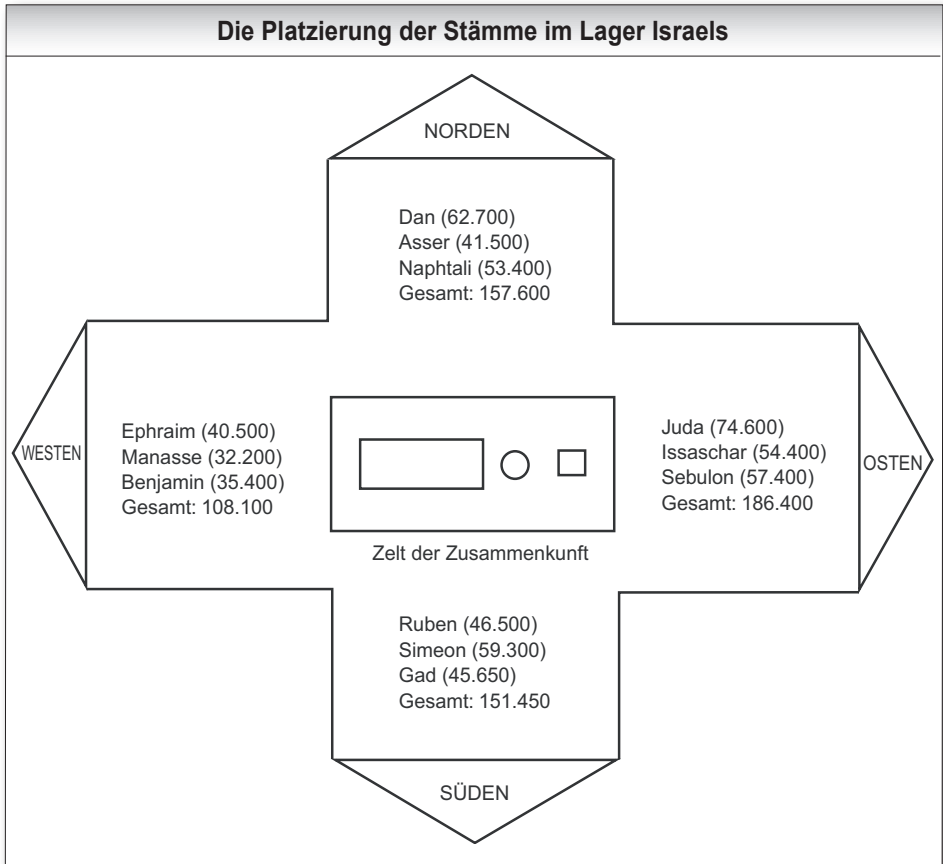 Die Platzierung der Stämme im Lager Israels
NORDEN
Dan (62.700)
Asser (41.500)
Naphtali (53.400)
Gesamt: 157.600
WESTEN
Ephraim (40.500)
Manasse (32.200)
Benjamin (35.400)
Gesamt: 108.100
Juda (74.600)
Issaschar (54.400)
Sebulon (57.400)
Gesamt: 186.400
OSTEN
Zelt der Zusammenkunft
Ruben (46.500)
Simeon (59.300)
Gad (45.650)
Gesamt: 151.450
SÜDEN